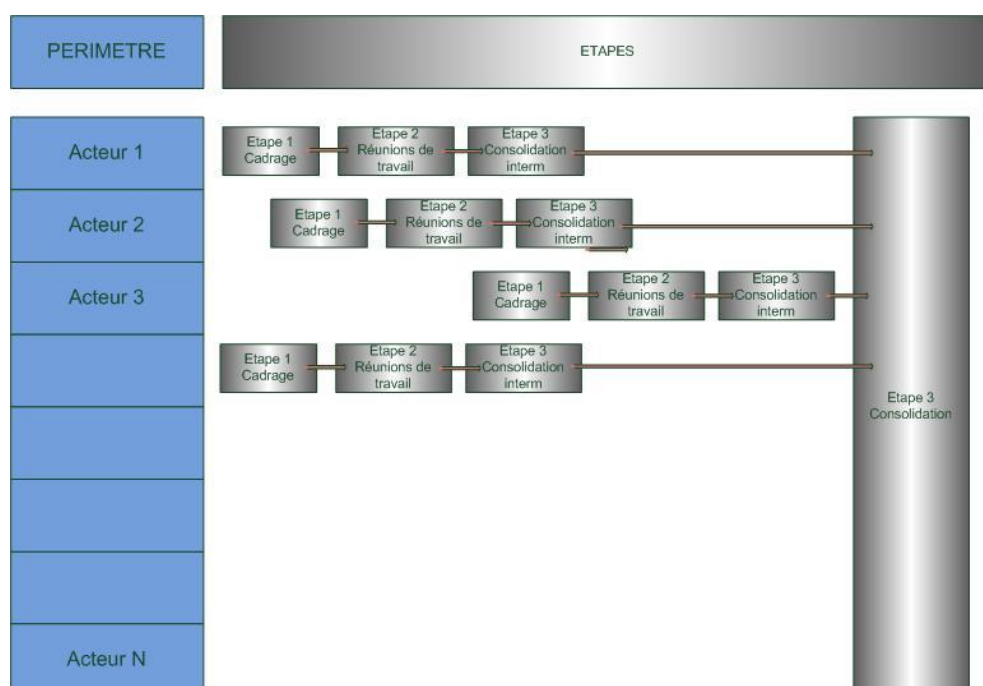 PERIMETRE
ETAPES
Acteur 1
Etape 1
Cadrage
Etape 2
Réunions de
travail
Etape 3
Consolidation
interm
Acteur 2
Etape 1
Cadrage
Etape 2
Réunions de
travail
Etape 3
Consolidation
interm
Acteur 3
Etape 1
Cadrage
Etape 2
Réunions de
travail
Etape 3
Consolidation
interm
Etape 1
Cadrage
Etape 2
Réunions de
travail
Etape 3
Consolidation
interm
Etape 3
Consolidation
Acteur N